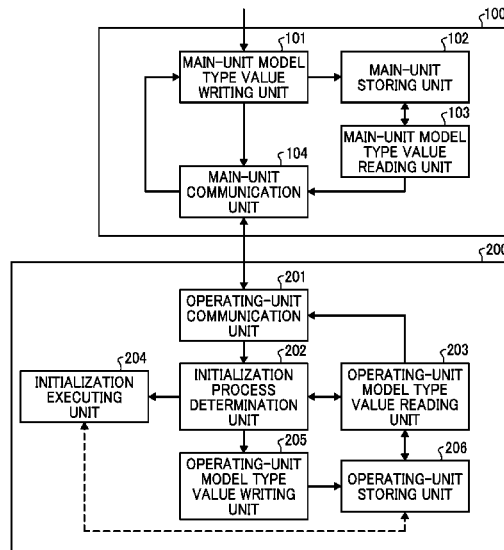 100
101
MAIN-UNIT MODEL
TYPE VALUE
WRITING UNIT
102
MAIN-UNIT
STORING UNIT
103
MAIN-UNIT MODEL
TYPE VALUE
READING UNIT
104
MAIN-UNIT
COMMUNICATION
UNIT
200
201
OPERATING-UNIT
COMMUNICATION
UNIT
204
INITIALIZATION
EXECUTING
UNIT
202
INITIALIZATION
PROCESS
DETERMINATION
UNIT
203
OPERATING-UNIT
MODEL TYPE
VALUE READING
UNIT
205
OPERATING-UNIT
MODEL TYPE
VALUE WRITING
UNIT
206
OPERATING-UNIT
STORING UNIT